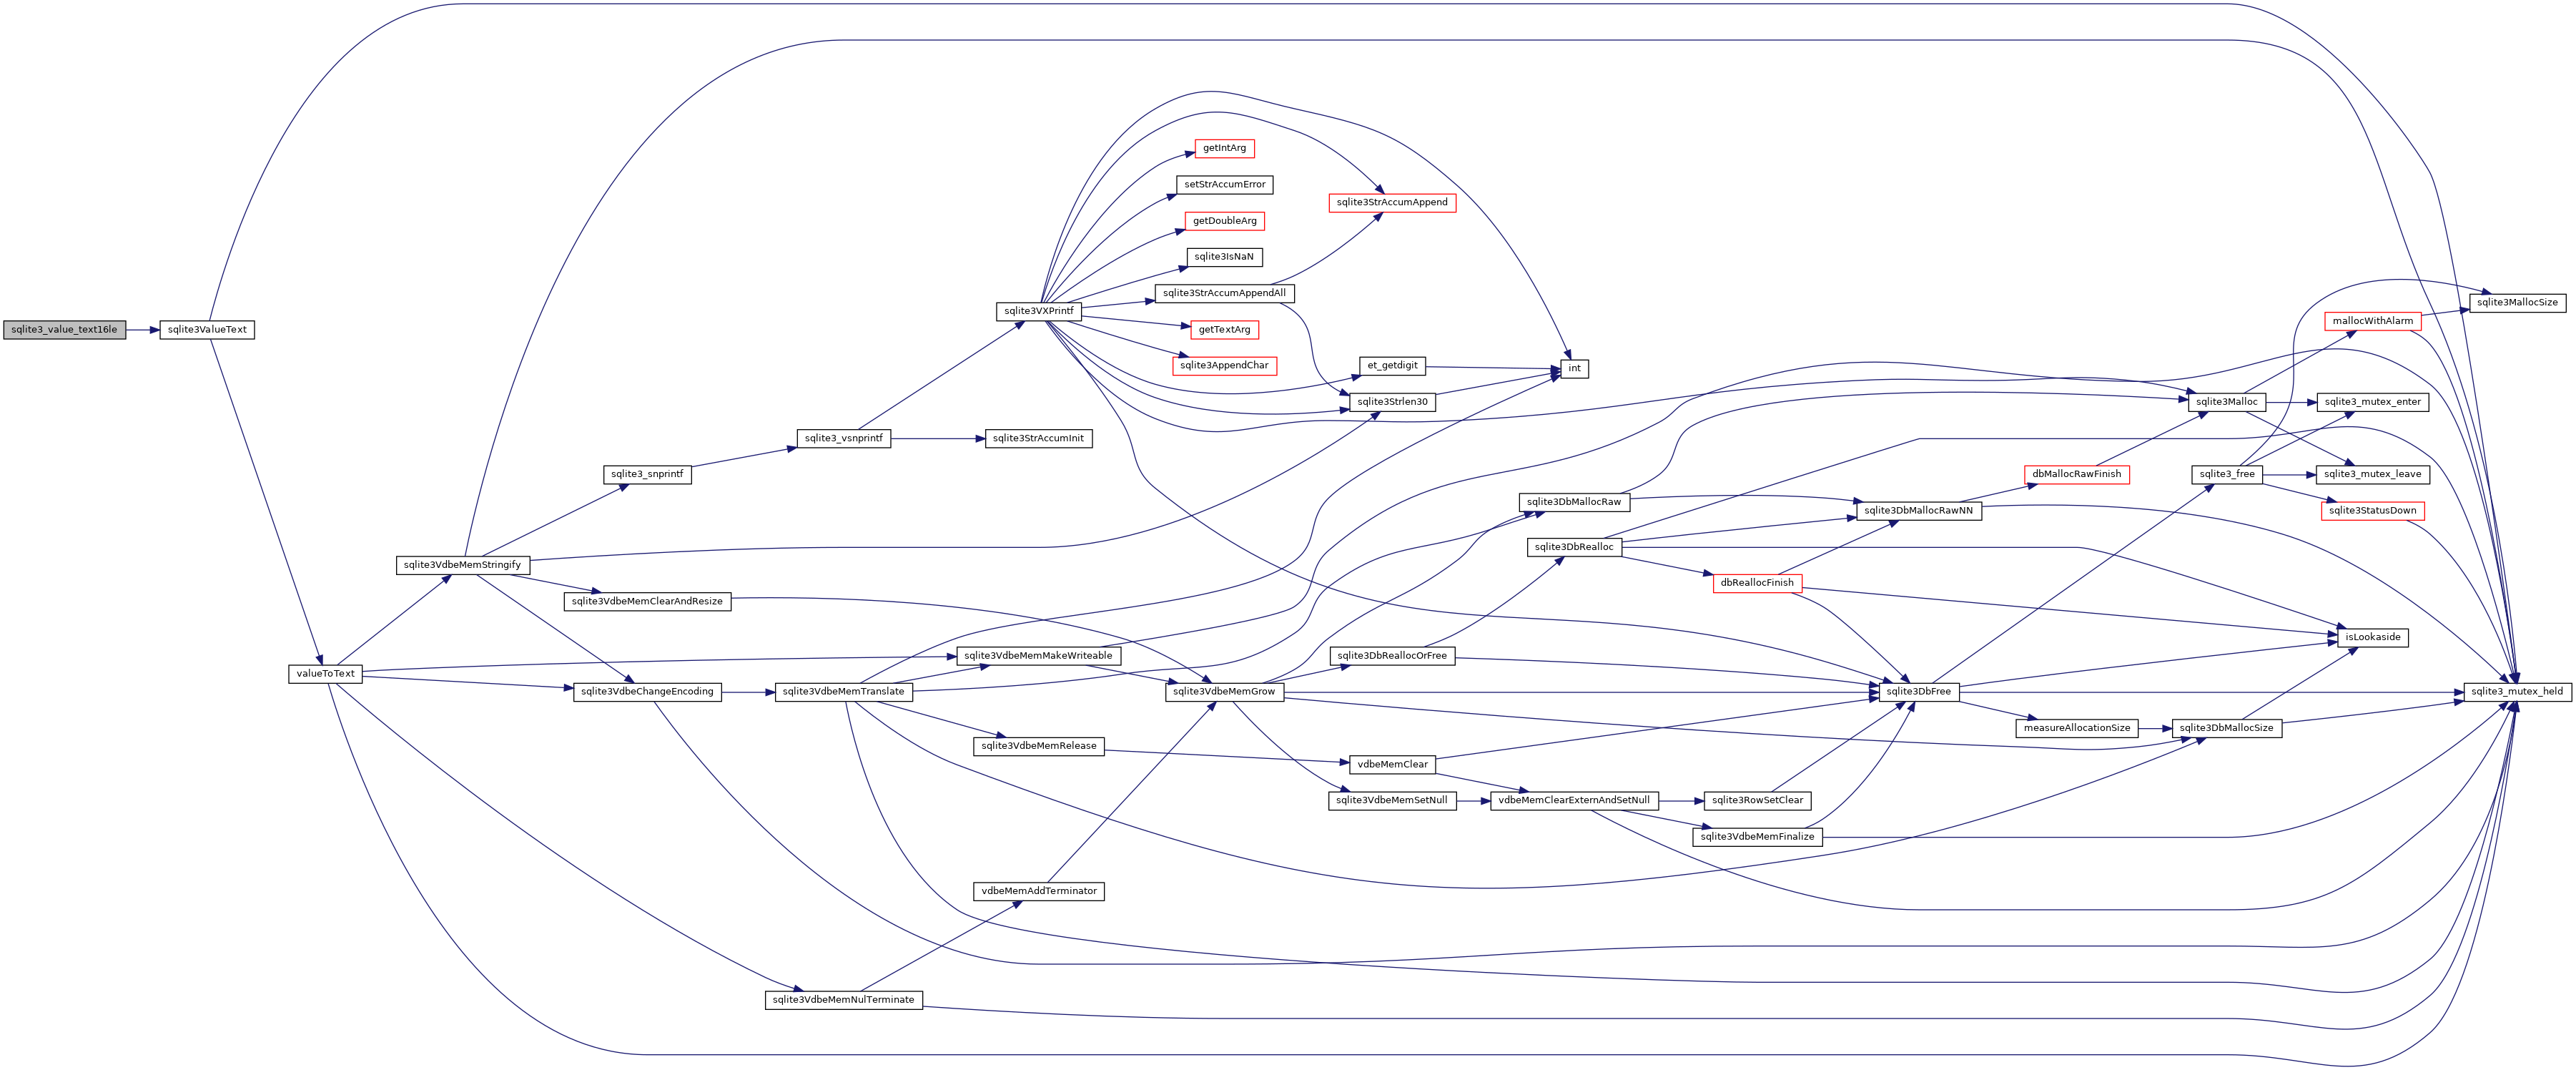 sqlite3_value_text16le
sqlite3ValueText
valueToText
sqlite3VdbeMemStringify
sqlite3_snprintf
sqlite3VdbeMemClearAndResize
sqlite3VdbeChangeEncoding
sqlite3_vsnprintf
sqlite3VdbeMemTranslate
sqlite3VdbeMemNulTerminate
sqlite3VXPrintf
sqlite3StrAccumInit
sqlite3VdbeMemMakeWriteable
sqlite3VdbeMemRelease
vdbeMemAddTerminator
getIntArg
setStrAccumError
getDoubleArg
sqlite3IsNaN
sqlite3StrAccumAppendAll
getTextArg
sqlite3AppendChar
sqlite3VdbeMemGrow
sqlite3StrAccumAppend
et_getdigit
sqlite3Strlen30
sqlite3DbReallocOrFree
vdbeMemClear
sqlite3VdbeMemSetNull
int
sqlite3DbMallocRaw
sqlite3DbRealloc
vdbeMemClearExternAndSetNull
dbReallocFinish
sqlite3RowSetClear
sqlite3VdbeMemFinalize
sqlite3DbMallocRawNN
sqlite3DbFree
dbMallocRawFinish
measureAllocationSize
sqlite3Malloc
sqlite3_free
sqlite3DbMallocSize
mallocWithAlarm
sqlite3_mutex_enter
sqlite3_mutex_leave
sqlite3StatusDown
isLookaside
sqlite3MallocSize
sqlite3_mutex_held